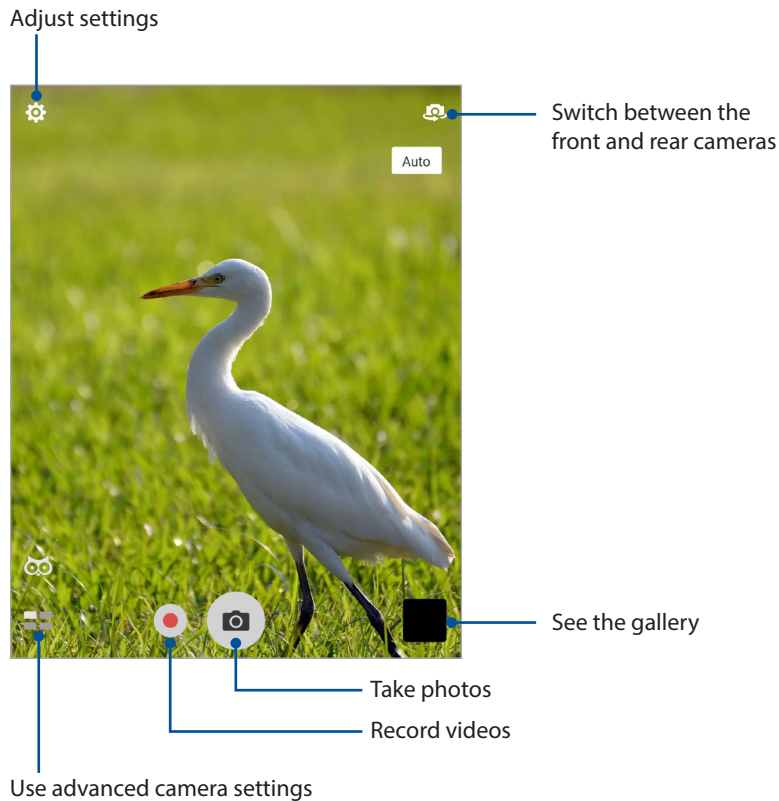 Adjust settings
Switch between the
front and rear cameras
Auto
See the gallery
Take photos
Record videos
Use advanced camera settings